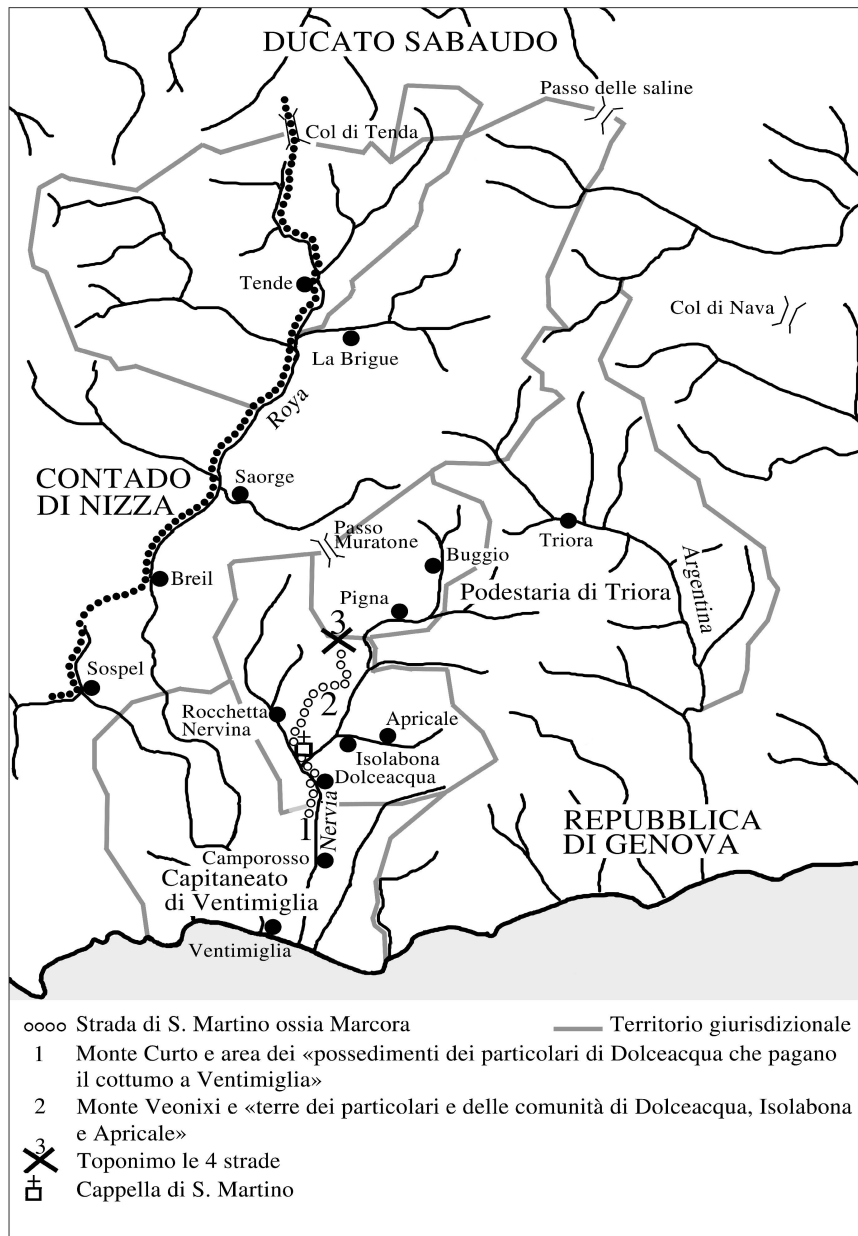 DUCATO SABAUDO
Passo delle saline
Col di Tenda
Tende
Col di Nava
La Brigue
Roya
CONTADO
DI NIZZA
Saorge
Passo
Muratone
Buggio
Triora
Argentina
Breil
Pigna
Podestaria di Triora
3
Sospel
2
Rocchetta
Nervina
Apricale
Isolabona
Dolceacqua
1
Nervia
REPUBBLICA
DI GENOVA
Camporosso
Capitaneato
di Ventimiglia
Ventimiglia
Strada di S. Martino ossia Marcora
Territorio giurisdizionale
1 Monte Curto e area dei «possedimenti dei particolari di Dolceacqua che pagano
il cottumo a Ventimiglia»
2 Monte Veonixi e «terre dei particolari e delle comunità di Dolceacqua, Isolabona
e Apricale»
3
Toponimo le 4 strade
Cappella di S. Martino